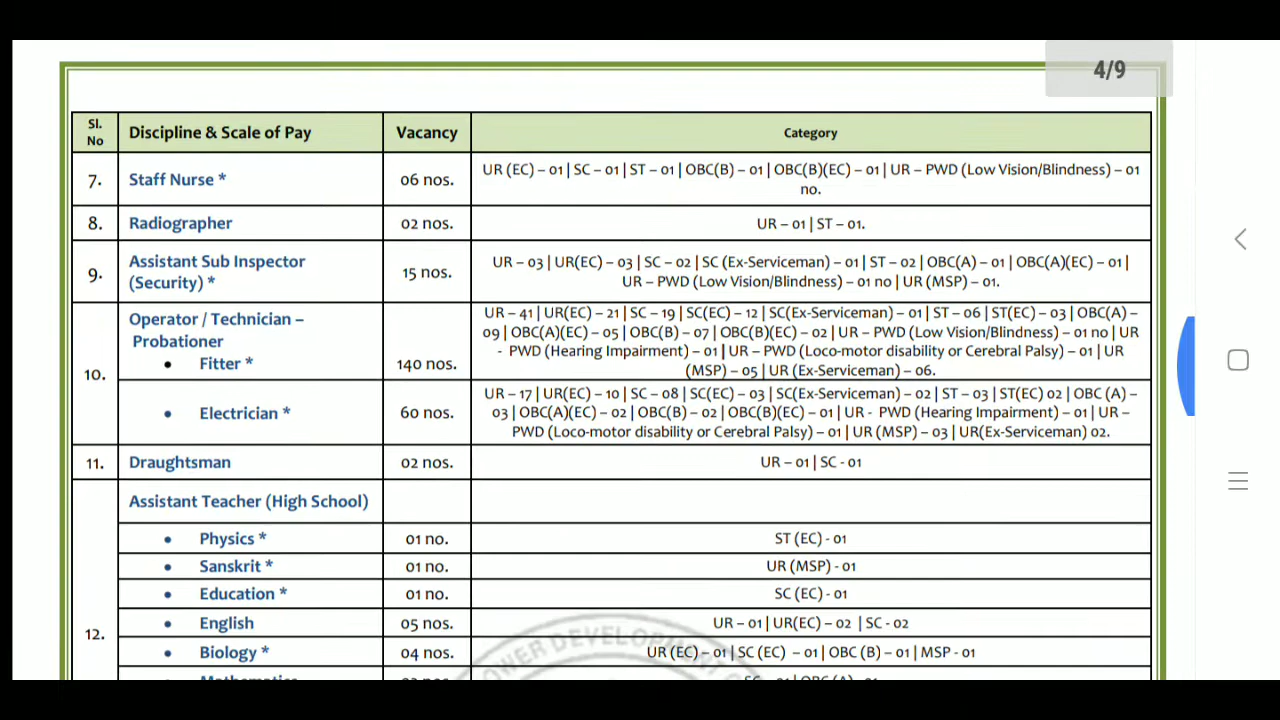 4/9
Sl. No
Discipline & Scale of Pay
Vacancy
Category
7.
Staff Nurse *
06 nos.
UR (EC) – 01 | SC – 01 | ST – 01 | OBC(B) – 01 | OBC(B)(EC) – 01 | UR – PWD (Low Vision/Blindness) – 01
no.
8.
Radiographer
02 nos.
UR – 01 | ST – 01.
9.
Assistant Sub Inspector
(Security) *
15 nos.
UR – 03 | UR(EC) – 03 | SC – 02 | SC (Ex-Serviceman) – 01 | ST – 02 | OBC(A) – 01 | OBC(A)(EC) – 01 |
UR – PWD (Low Vision/Blindness) – 01 no | UR (MSP) – 01.
10.
Operator / Technician –
Probationer
• Fitter *
140 nos.
UR – 41 | UR(EC) – 21 | SC – 19 | SC(EC) – 12 | SC(Ex-Serviceman) – 01 | ST – 06 | ST(EC) – 03 | OBC(A) –
09 | OBC(A)(EC) – 05 | OBC(B) – 07 | OBC(B)(EC) – 02 | UR – PWD (Low Vision/Blindness) – 01 no | UR
- PWD (Hearing Impairment) – 01 | UR – PWD (Loco-motor disability or Cerebral Palsy) – 01 | UR
(MSP) – 05 | UR (Ex-Serviceman) – 06.
• Electrician *
60 nos.
UR – 17 | UR(EC) – 10 | SC – 08 | SC(EC) – 03 | SC(Ex-Serviceman) – 02 | ST – 03 | ST(EC) 02 | OBC (A) –
03 | OBC(A)(EC) – 02 | OBC(B) – 02 | OBC(B)(EC) – 01 | UR - PWD (Hearing Impairment) – 01 | UR –
PWD (Loco-motor disability or Cerebral Palsy) – 01 | UR (MSP) – 03 | UR(Ex-Serviceman) 02.
11.
Draughtsman
02 nos.
UR – 01 | SC - 01
12.
Assistant Teacher (High School)
• Physics *
01 no.
ST (EC) - 01
• Sanskrit *
01 no.
UR (MSP) - 01
• Education *
01 no.
SC (EC) - 01
• English
05 nos.
UR – 01 | UR(EC) – 02 | SC - 02
• Biology *
04 nos.
UR (EC) – 01 | SC (EC) – 01 | OBC (B) – 01 | MSP - 01
Mathematics
POWER DEVELOPMENT